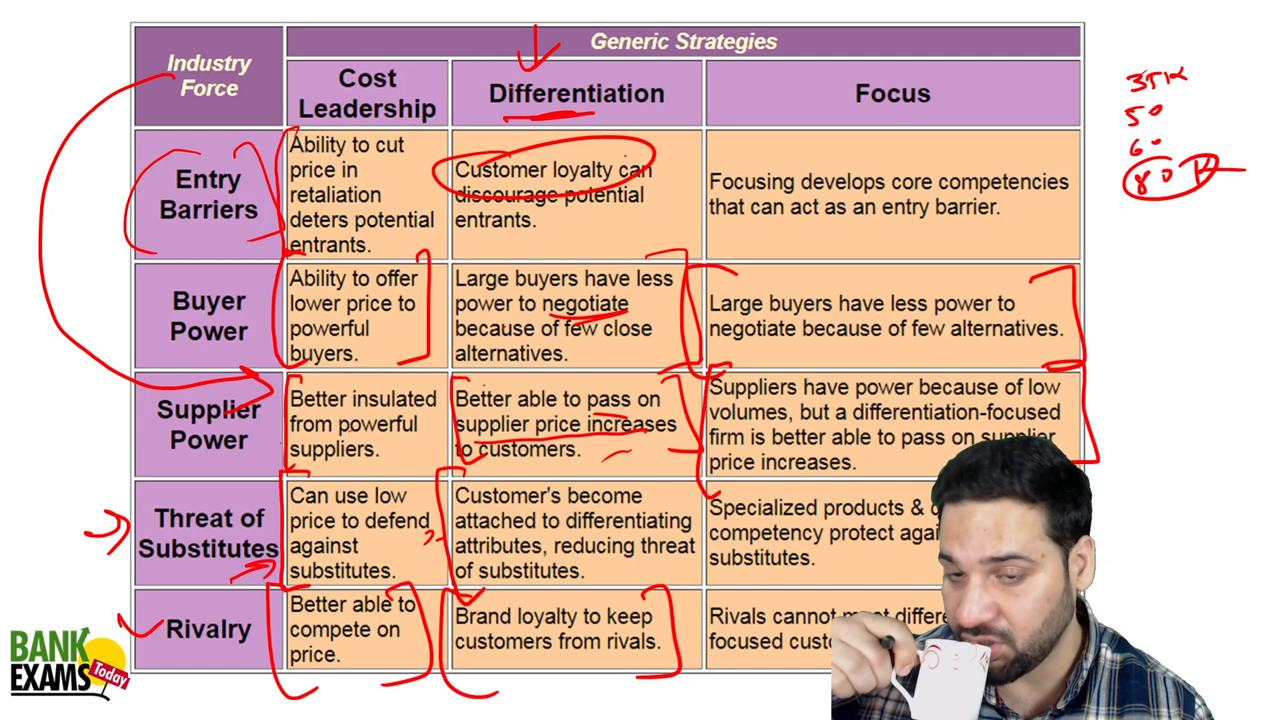 Industry
Force
Generic Strategies
Cost
Leadership
Differentiation
Focus
Entry
Barriers
Ability to cut
price in
retaliation
deters potential
entrants.
Customer loyalty can
discourage potential
entrants.
Focusing develops core competencies
that can act as an entry barrier.
Buyer
Power
Ability to offer
lower price to
powerful
buyers.
Large buyers have less
power to negotiate
because of few close
alternatives.
Large buyers have less power to
negotiate because of few alternatives.
Supplier
Power
Better insulated
from powerful
suppliers.
Better able to pass on
supplier price increases
to customers.
Suppliers have power because of low
volumes, but a differentiation-focused
firm is better able to pass on supplier
price increases.
Threat of
Substitutes
Can use low
price to defend
against
substitutes.
Customer's become
attached to differentiating
attributes, reducing threat
of substitutes.
Specialized products &
competency protect
substitutes.
Rivalry
Better able to
compete on
price.
Brand loyalty to keep
customers from rivals.
Rivals cannot meet
focused
35K
50
60
80K
BANK
EXAMS
Today